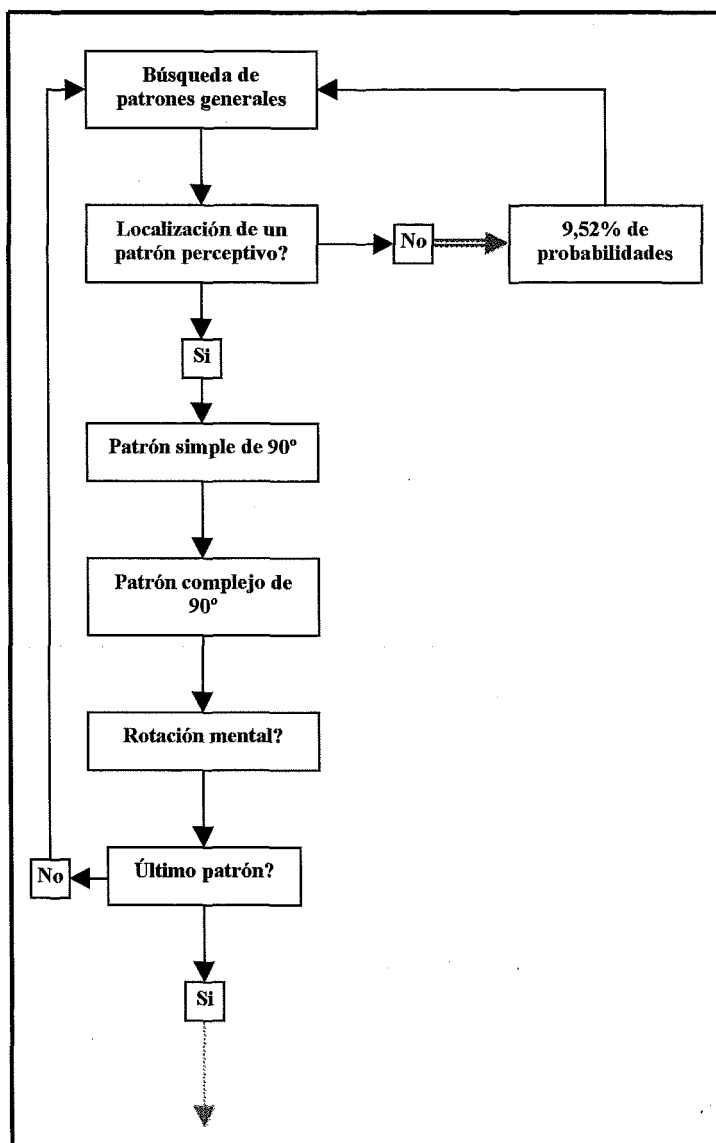 Búsqueda de
patrones generales
Localización de un
patrón perceptivo?
No
9,52% de
probabilidades
Si
Patrón simple de 90º
Patrón complejo de
90º
Rotación mental?
Último patrón?
No
Si